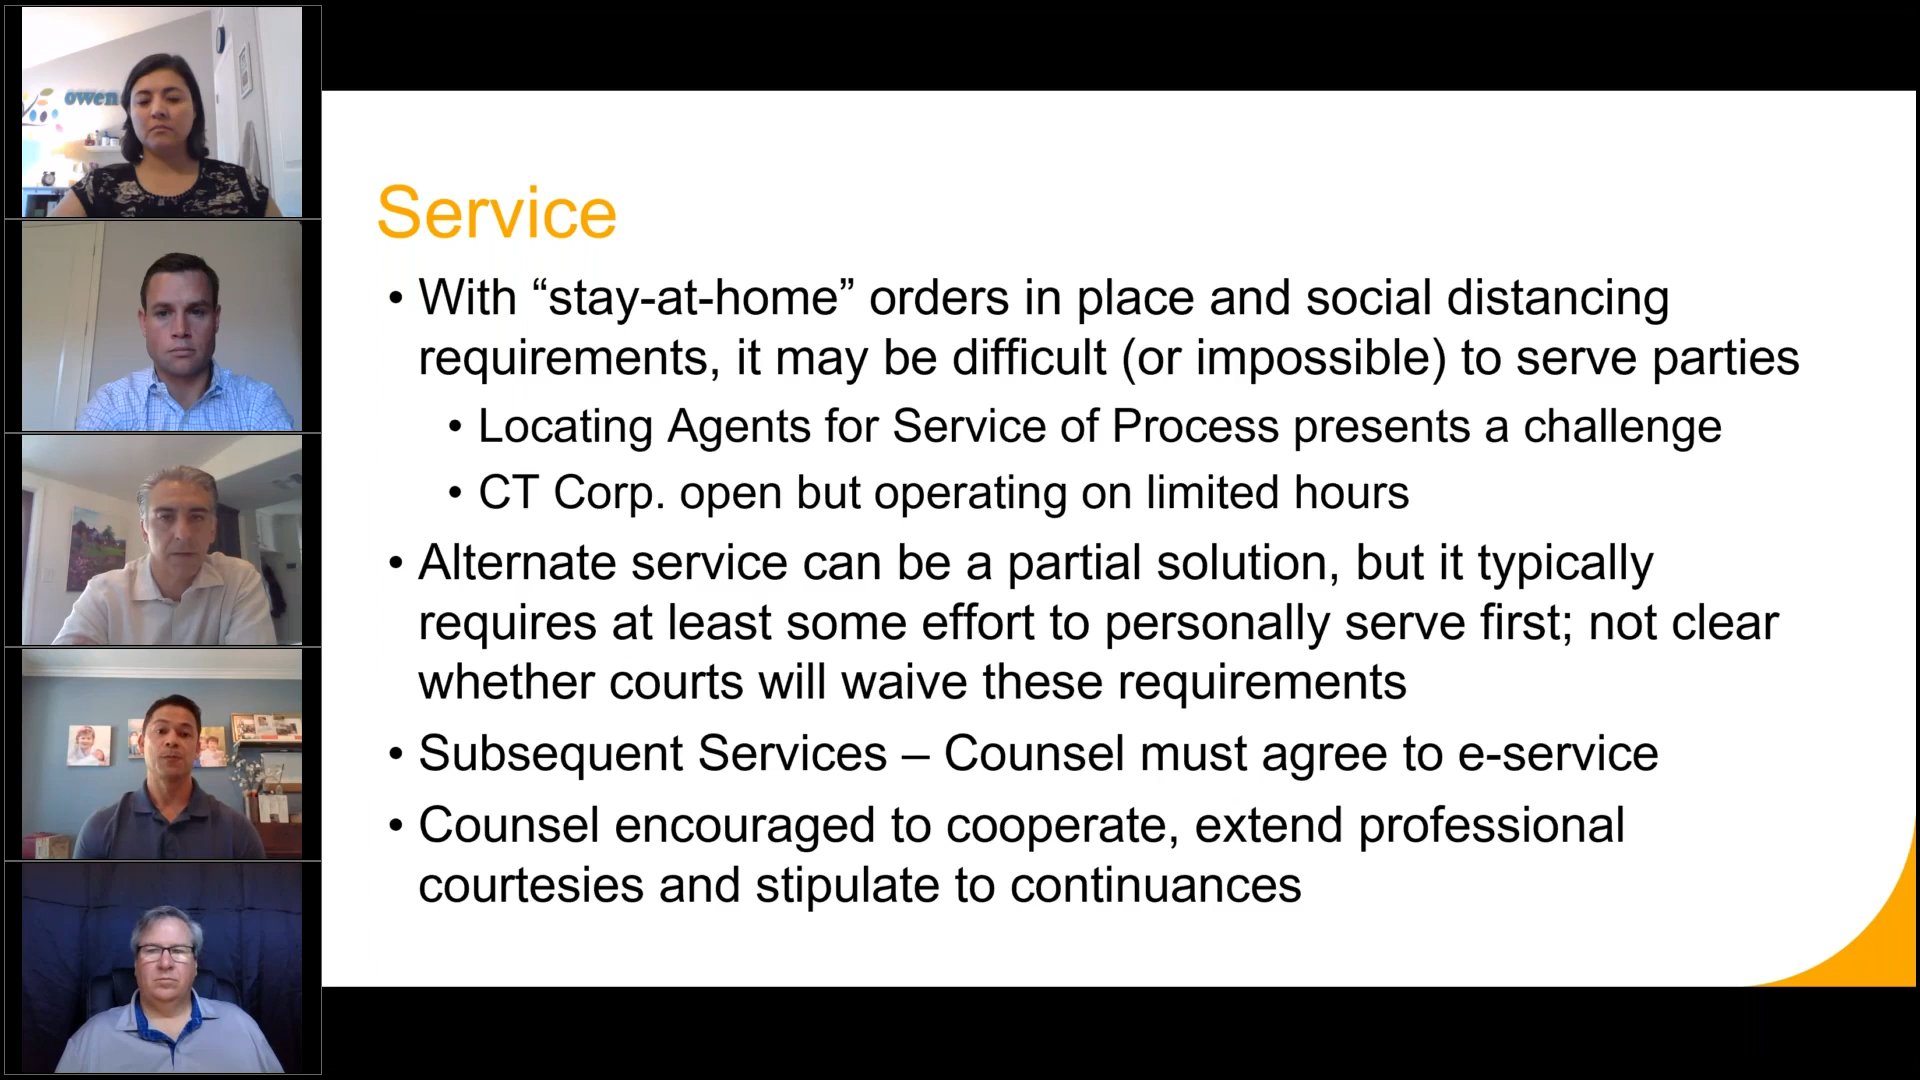 owen
Service
• With “stay-at-home” orders in place and social distancing
requirements, it may be difficult (or impossible) to serve parties
• Locating Agents for Service of Process presents a challenge
• CT Corp. open but operating on limited hours
• Alternate service can be a partial solution, but it typically
requires at least some effort to personally serve first; not clear
whether courts will waive these requirements
• Subsequent Services – Counsel must agree to e-service
• Counsel encouraged to cooperate, extend professional
courtesies and stipulate to continuances